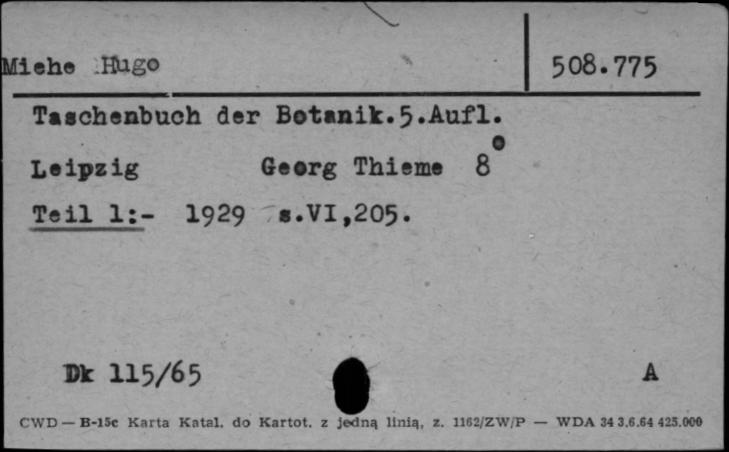 Miehe Hugo 508.775
Taschenbuch der Botanik.5.Aufl.
Leipzig Georg Thieme 8°
Teil 1:- 1929 s.VI,205.
Dk 115/65 A
CWD — B-15c Karta Katal. do Kartot. z jedną linią, z. 1162/ZW/P — WDA 34 3.6.64 425.000